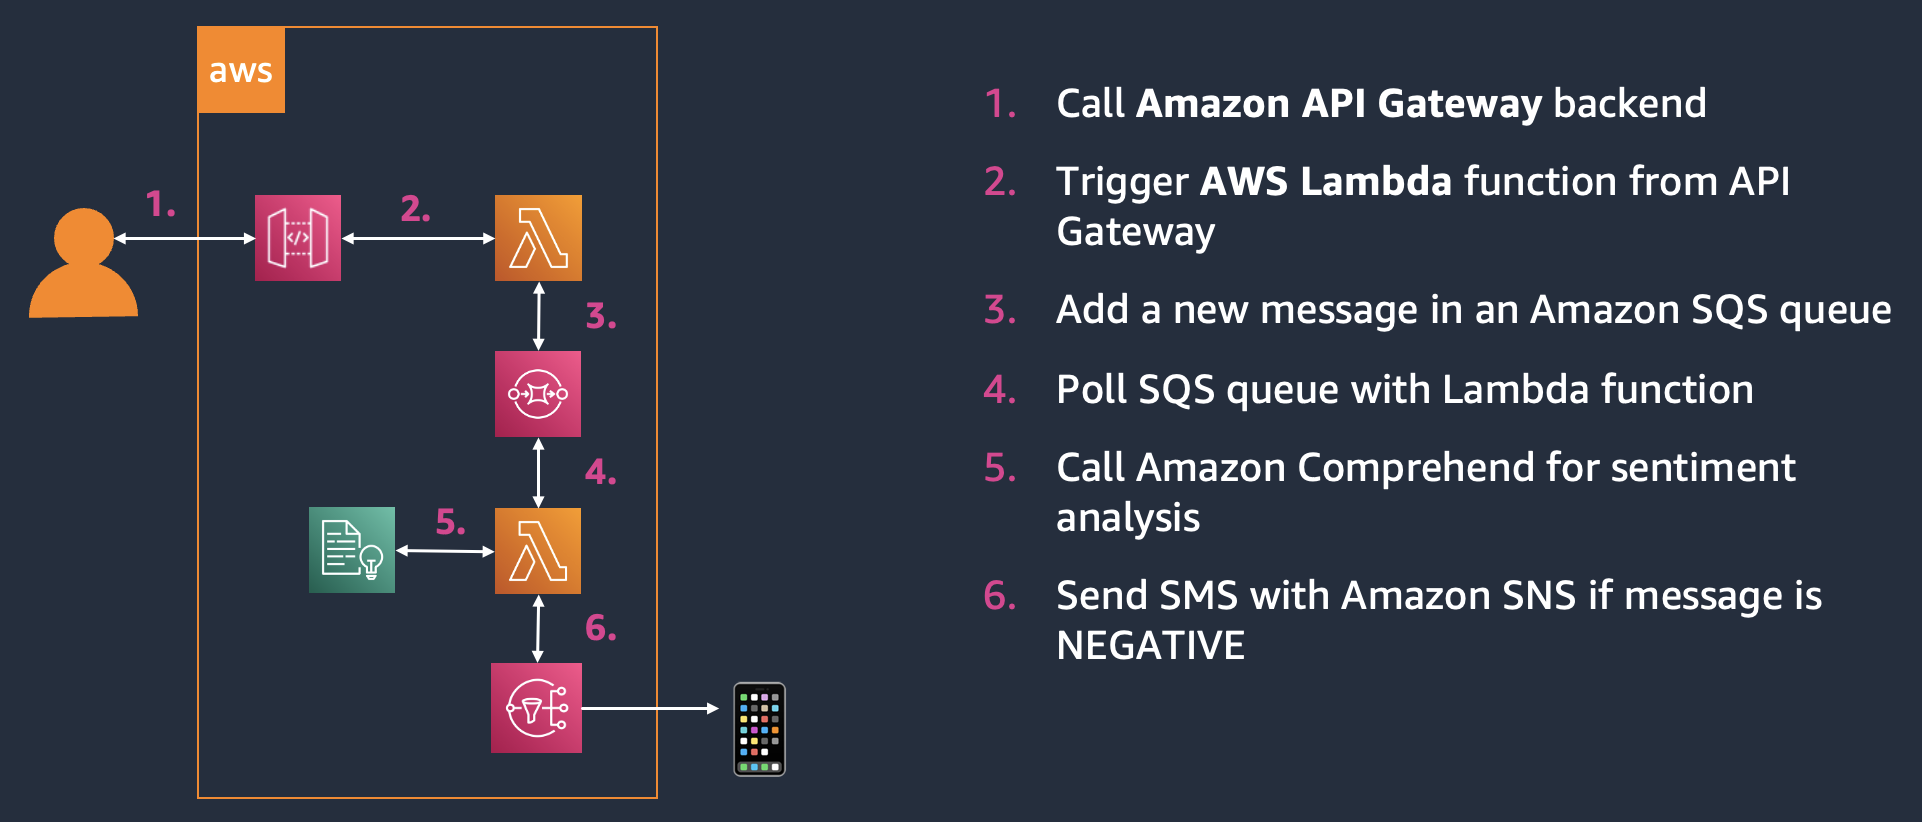 aws
1.
2.
3.
4.
5.
6.
</>
1. Call Amazon API Gateway backend
2. Trigger AWS Lambda function from API
Gateway
3. Add a new message in an Amazon SQS queue
4. Poll SQS queue with Lambda function
5. Call Amazon Comprehend for sentiment
analysis
6. Send SMS with Amazon SNS if message is
NEGATIVE